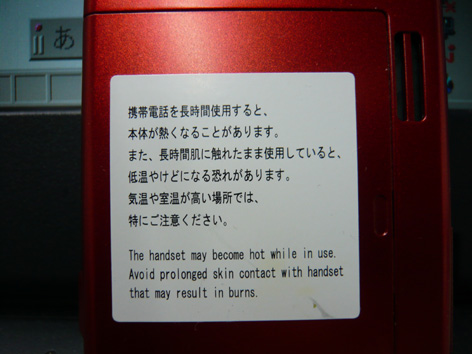 あ
携帯電話を長時間使用すると、
本体が熱くなることがあります。
また、長時間肌に触れたまま使用していると、
低温やけどになる恐れがあります。
気温や室温が高い場所では、
特にご注意ください。
The handset may become hot while in use.
Avoid prolonged skin contact with handset
that may result in burns.